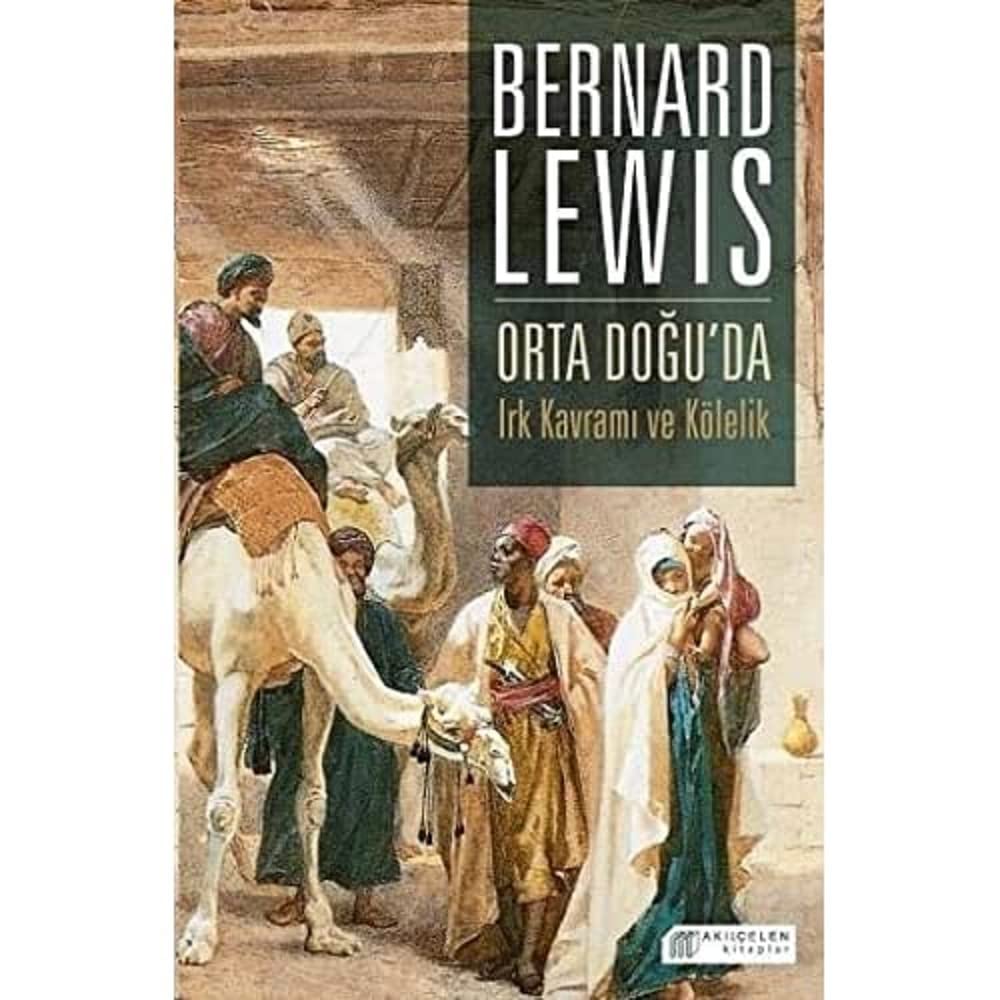 BERNARD
LEWIS
ORTA DOĞU'DA
Irk Kavramı ve Kölelik
AKILÇELEN
kitaplar